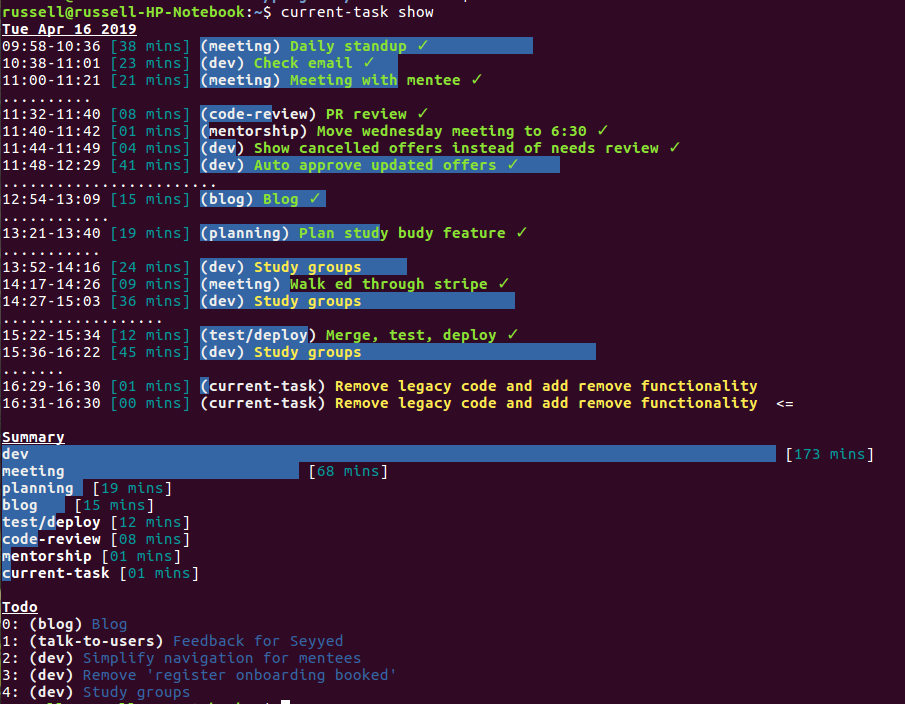 russell@russell-HP-Notebook:~$ current-task show
Tue Apr 16 2019
09:58-10:36 [38 mins] (meeting) Daily standup ✓
10:38-11:01 [23 mins] (dev) Check email ✓
11:00-11:21 [21 mins] (meeting) Meeting with mentee ✓
..........
11:32-11:40 [08 mins] (code-review) PR review ✓
11:40-11:42 [01 mins] (mentorship) Move wednesday meeting to 6:30 ✓
11:44-11:49 [04 mins] (dev) Show cancelled offers instead of needs review ✓
11:48-12:29 [41 mins] (dev) Auto approve updated offers ✓
........................
12:54-13:09 [15 mins] (blog) Blog ✓
............
13:21-13:40 [19 mins] (planning) Plan study budy feature ✓
...........
13:52-14:16 [24 mins] (dev) Study groups
14:17-14:26 [09 mins] (meeting) Walk ed through stripe ✓
14:27-15:03 [36 mins] (dev) Study groups
..................
15:22-15:34 [12 mins] (test/deploy) Merge, test, deploy ✓
15:36-16:22 [45 mins] (dev) Study groups
.......
16:29-16:30 [01 mins] (current-task) Remove legacy code and add remove functionality
16:31-16:30 [00 mins] (current-task) Remove legacy code and add remove functionality <=
Summary
dev [173 mins]
meeting [68 mins]
planning [19 mins]
blog [15 mins]
test/deploy [12 mins]
code-review [08 mins]
mentorship [01 mins]
current-task [01 mins]
Todo
0: (blog) Blog
1: (talk-to-users) Feedback for Seyyed
2: (dev) Simplify navigation for mentees
3: (dev) Remove 'register onboarding booked'
4: (dev) Study groups